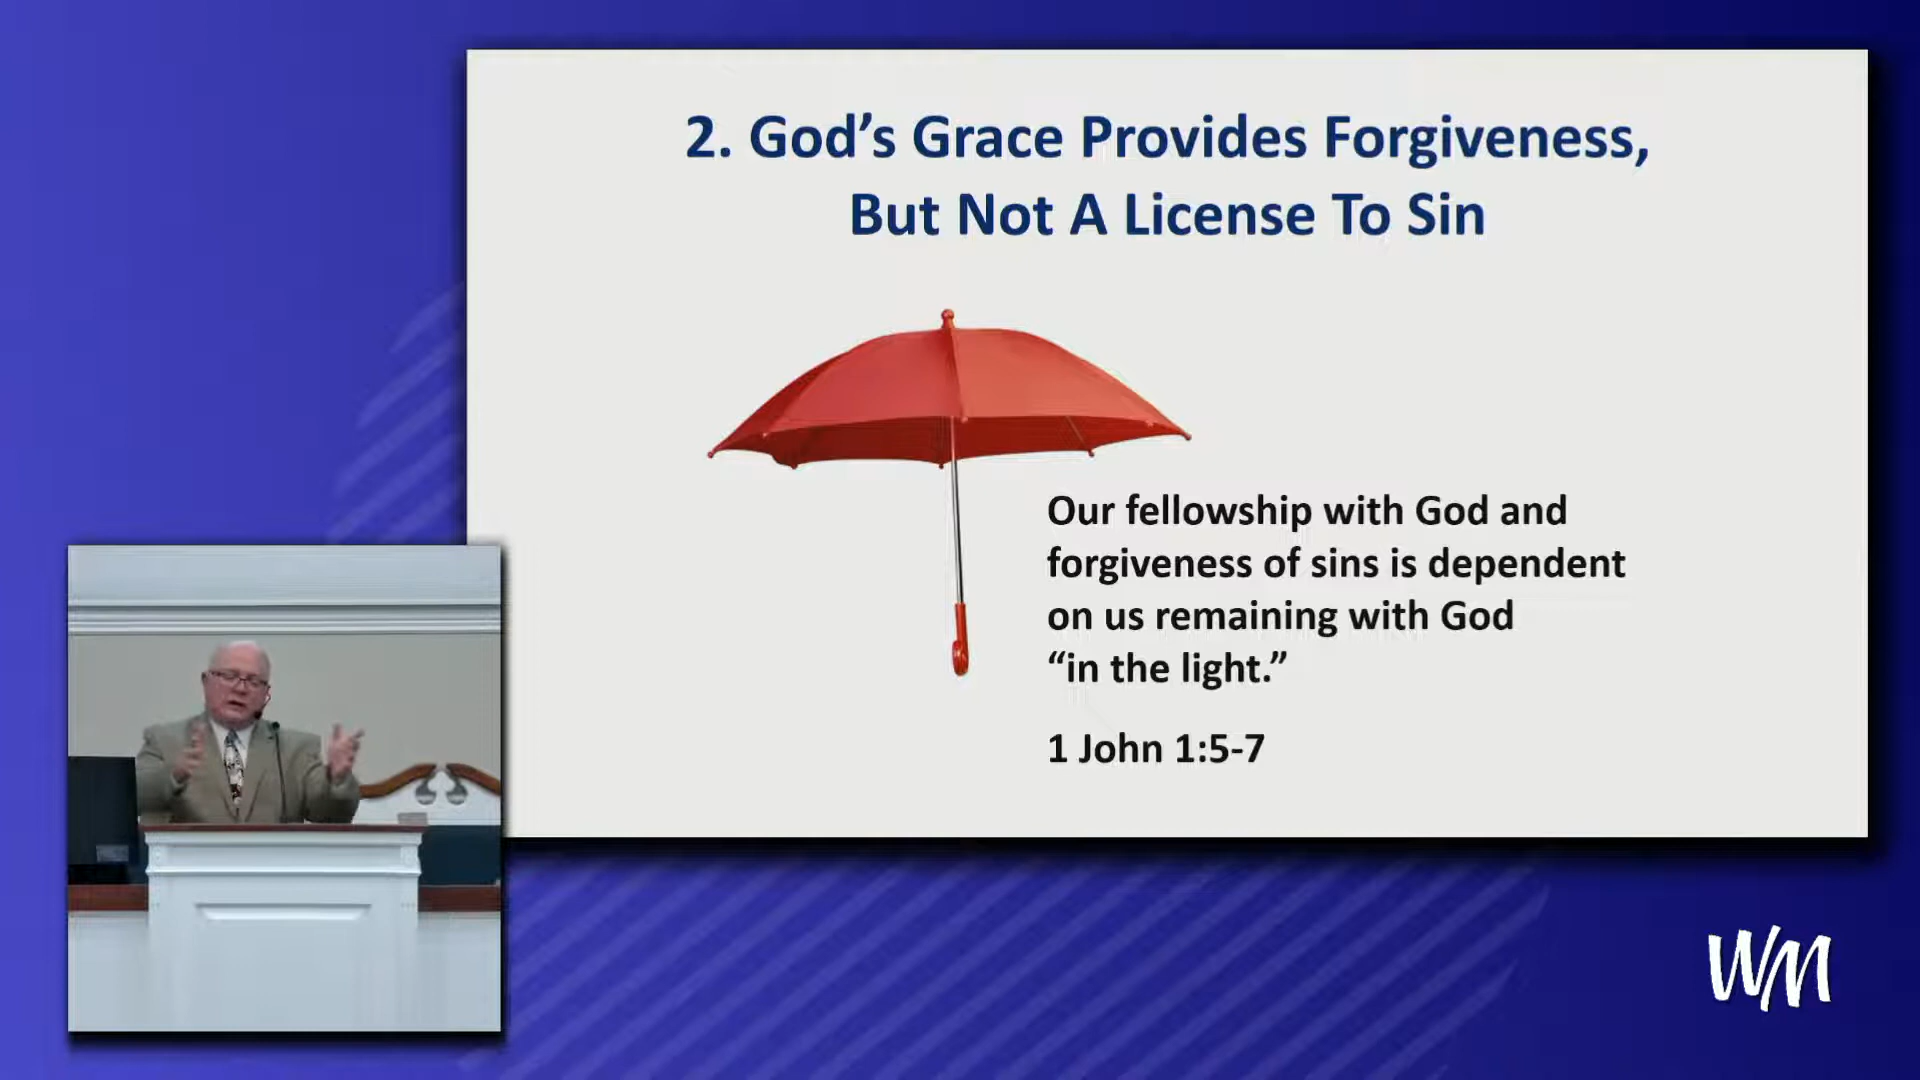 2. God’s Grace Provides Forgiveness,
But Not A License To Sin
Our fellowship with God and
forgiveness of sins is dependent
on us remaining with God
“in the light.”
1 John 1:5-7
WM